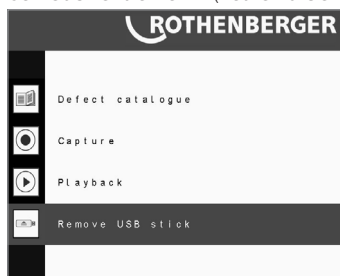 ROTHENBERGER
Defect catalogue
Capture
Playback
Remove USB stick